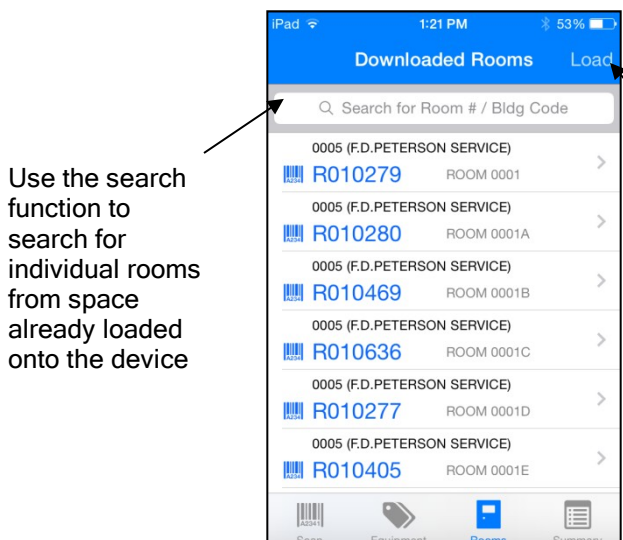 iPad 1:21 PM 53%
Downloaded Rooms Load
Search for Room # / Bldg Code
Use the search
function to
search for
individual rooms
from space
already loaded
onto the device
0005 (F.D.PETERSON SERVICE)
R010279 ROOM 0001
0005 (F.D.PETERSON SERVICE)
R010280 ROOM 0001A
0005 (F.D.PETERSON SERVICE)
R010469 ROOM 0001B
0005 (F.D.PETERSON SERVICE)
R010636 ROOM 0001C
0005 (F.D.PETERSON SERVICE)
R010277 ROOM 0001D
0005 (F.D.PETERSON SERVICE)
R010405 ROOM 0001E
Scan Equipment Rooms Summary